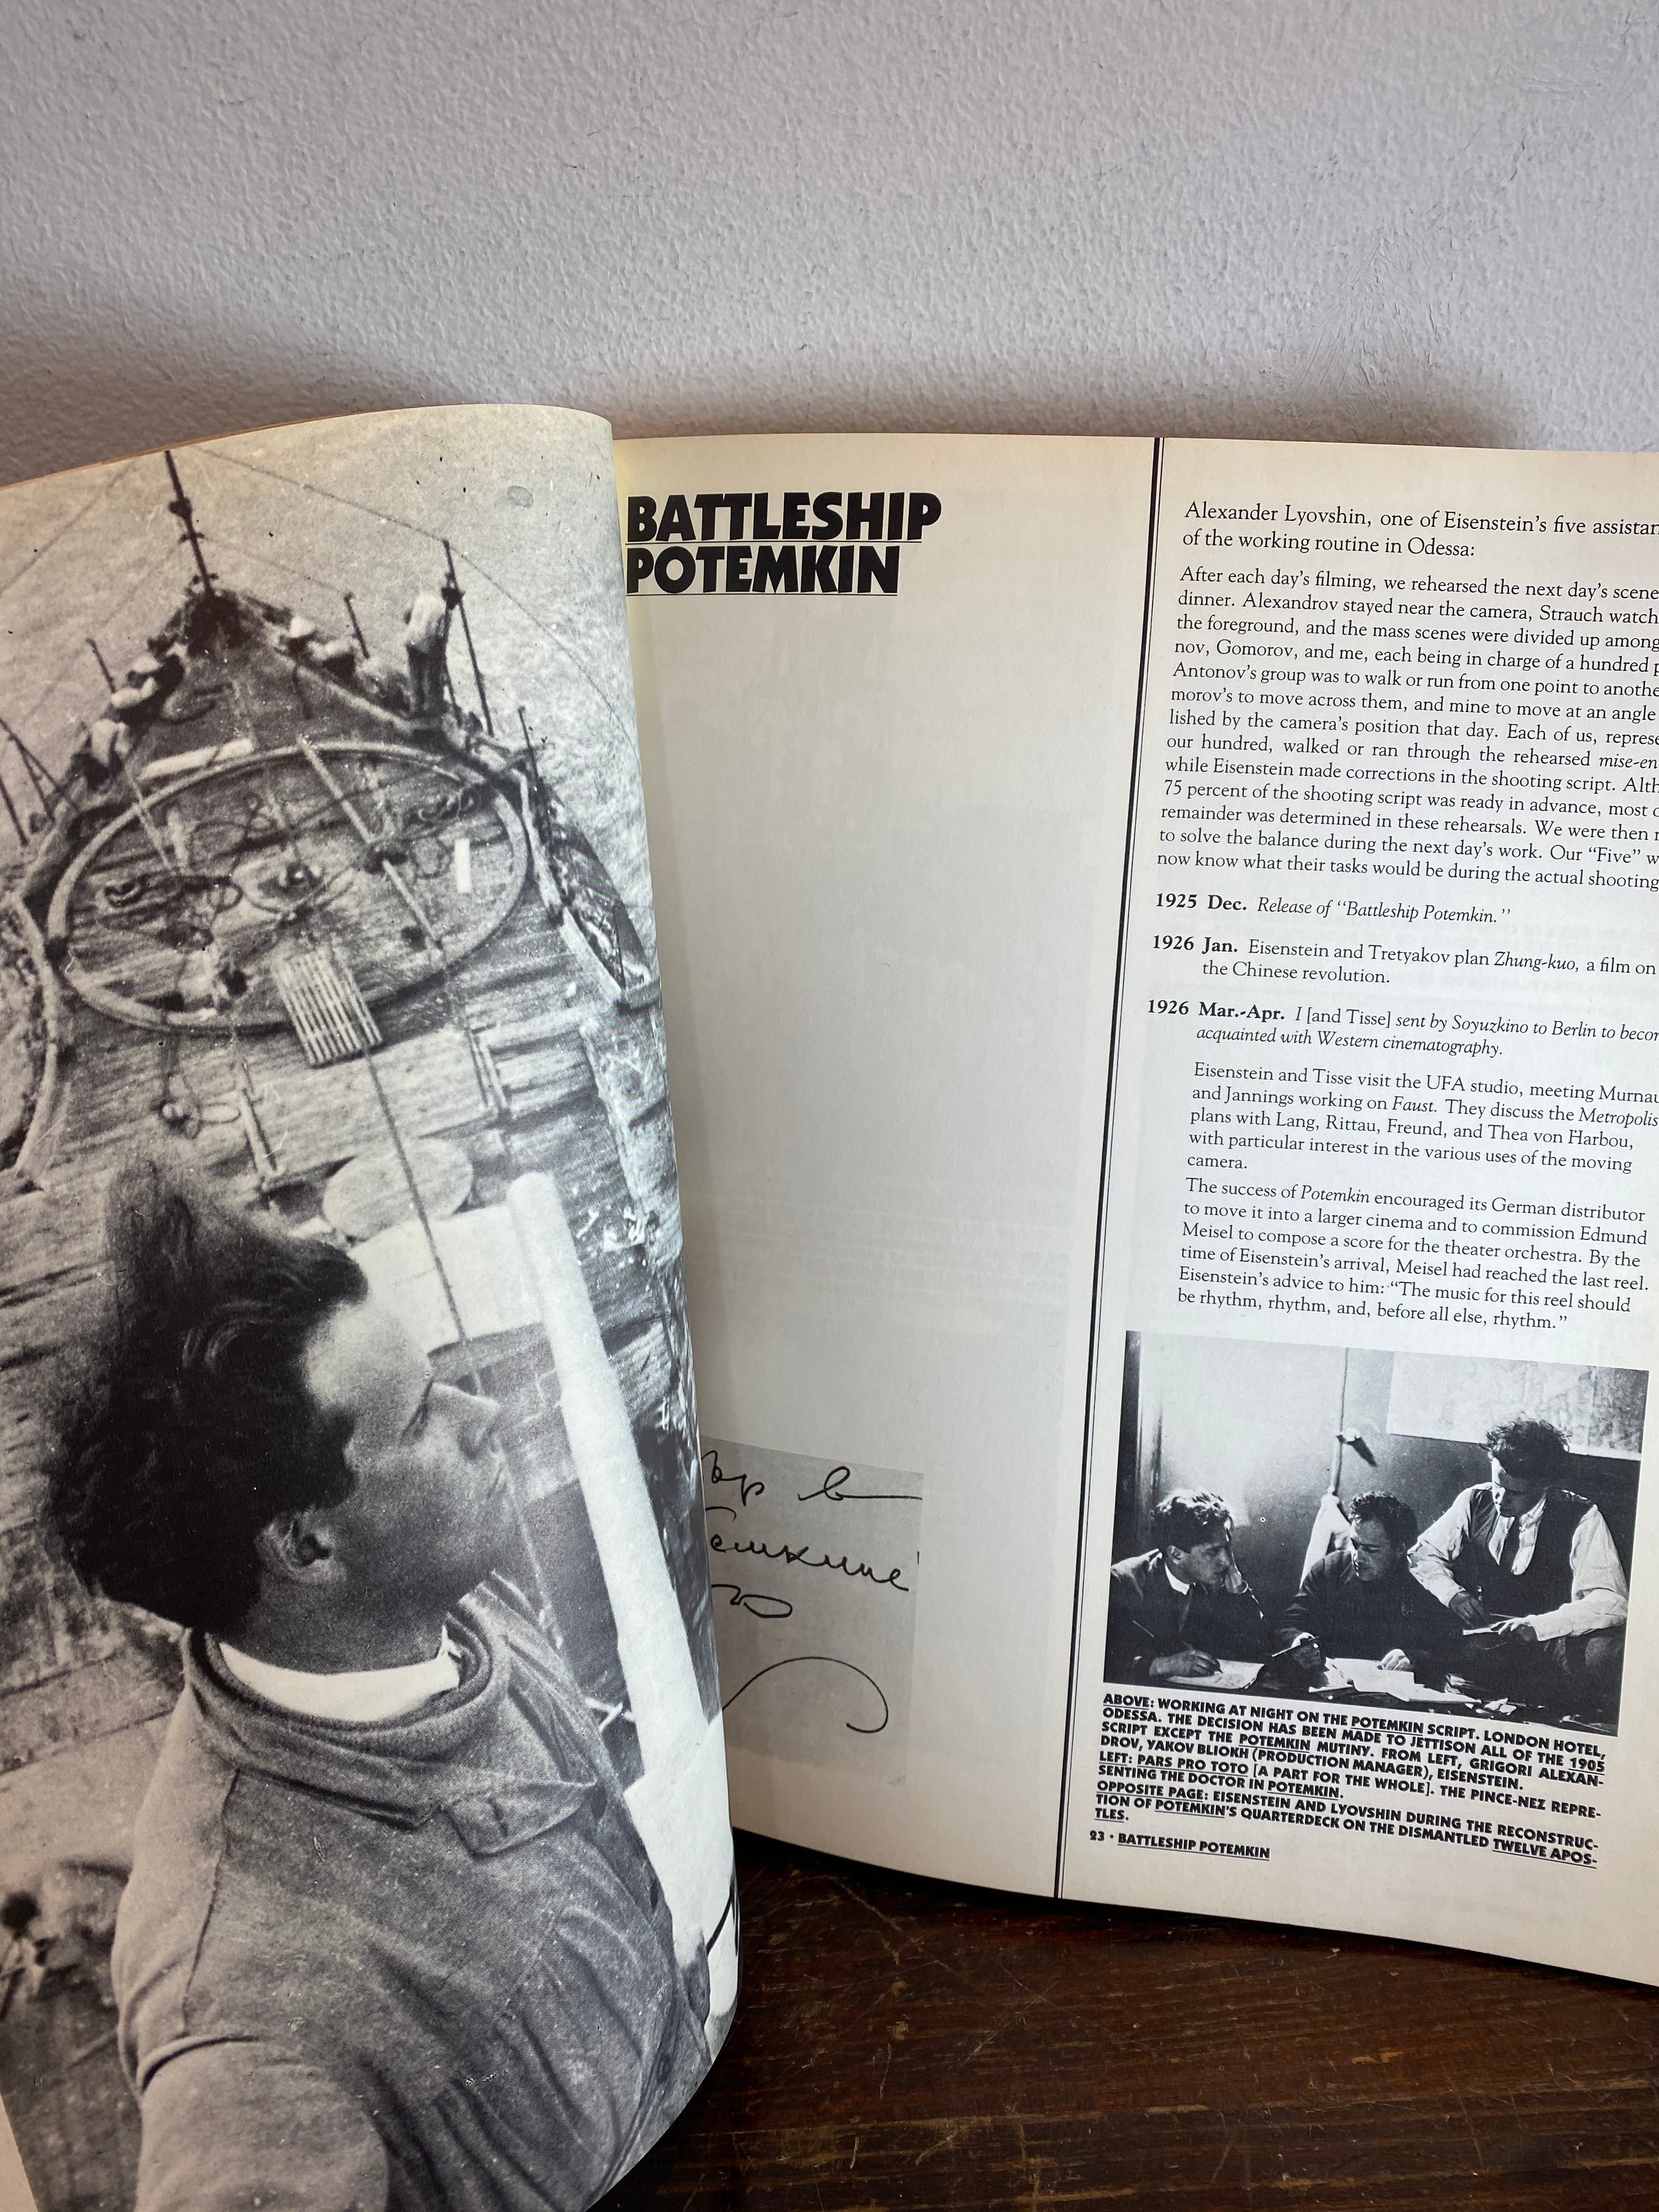 BATTLESHIP
POTEMKIN
Alexander Lyovshin, one of Eisenstein's five
of the working routine in Odessa:
After each day's filming, we rehearsed the next day's
dinner. Alexandrov stayed near the camera, Strauch
the foreground, and the mass scenes were divided up among
nov, Gomorov, and me, each being in charge of a hundred
Antonov's group was to walk or run from one point to
morov's to move across them, and mine to move at an angle
lished by the camera's position that day. Each of us,
our hundred, walked or ran through the rehearsed
while Eisenstein made corrections in the shooting script.
75 percent of the shooting script was ready in advance, most
remainder was determined in these rehearsals. We were then
to solve the balance during the next day's work. Our “Five”
now know what their tasks would be during the actual shooting
1925 Dec. Release of “Battleship Potemkin.”
1926 Jan. Eisenstein and Tretyakov plan Zhung-kuo, a film on
the Chinese revolution.
1926 Mar.-Apr. I [and Tisse] sent by Soyuzkino to Berlin to
acquainted with Western cinematography.
Eisenstein and Tisse visit the UFA studio, meeting Murnau
and Jannings working on Faust. They discuss the Metropolis
plans with Lang, Rittau, Freund, and Thea von Harbou,
with particular interest in the various uses of the moving
camera.
The success of Potemkin encouraged its German distributor
to move it into a larger cinema and to commission Edmund
Meisel to compose a score for the theater orchestra. By the
time of Eisenstein's arrival, Meisel had reached the last reel.
Eisenstein's advice to him: “The music for this reel should
be rhythm, rhythm, and, before all else, rhythm.”
ABOVE: WORKING AT NIGHT ON THE POTEMKIN SCRIPT. LONDON HOTEL,
ODESSA. THE DECISION HAS BEEN MADE TO JETTISON ALL OF THE 1905
SCRIPT EXCEPT THE POTEMKIN MUTINY. FROM LEFT, GRIGORI ALEXAN-
DROV, YAKOV BLIOKH (PRODUCTION MANAGER), EISENSTEIN.
LEFT: PARS PRO TOTO [A PART FOR THE WHOLE]. THE PINCE-NEZ REPRE-
SENTING THE DOCTOR IN POTEMKIN.
OPPOSITE PAGE: EISENSTEIN AND LYOVSHIN DURING THE RECONSTRUC-
TION OF POTEMKIN'S QUARTERDECK ON THE DISMANTLED TWELVE APOS-
TLES.
23 • BATTLESHIP POTEMKIN